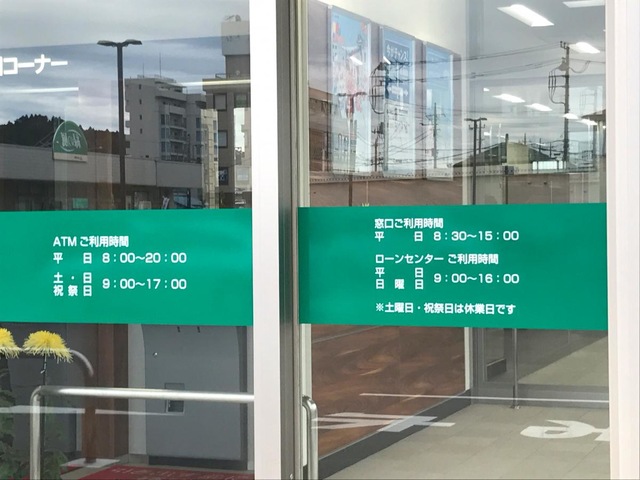 コーナー
ATM ご利用時間
平 日 8:00～20:00
土・日
祝祭日 9:00～17:00
窓口ご利用時間
平 日 8:30～15:00
ローンセンター ご利用時間
平 日
日曜日 9:00～16:00
※土曜日・祝祭日は休業日です